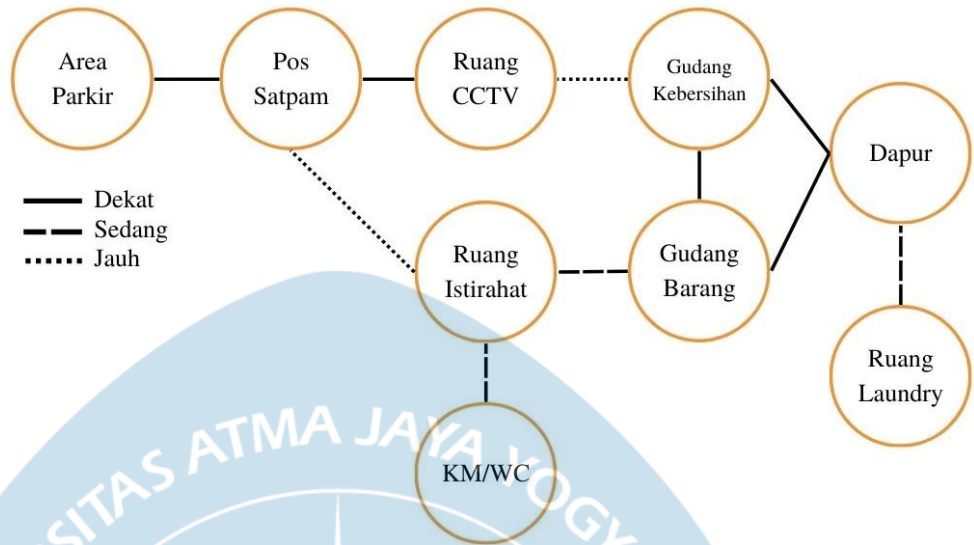 Area
Parkir
Pos
Satpam
Ruang
CCTV
Gudang
Kebersihan
Dapur
Dekat
Sedang
Jauh
Ruang
Istirahat
Gudang
Barang
Ruang
Laundry
KM/WC
SITAS ATMA JAYA YOGY